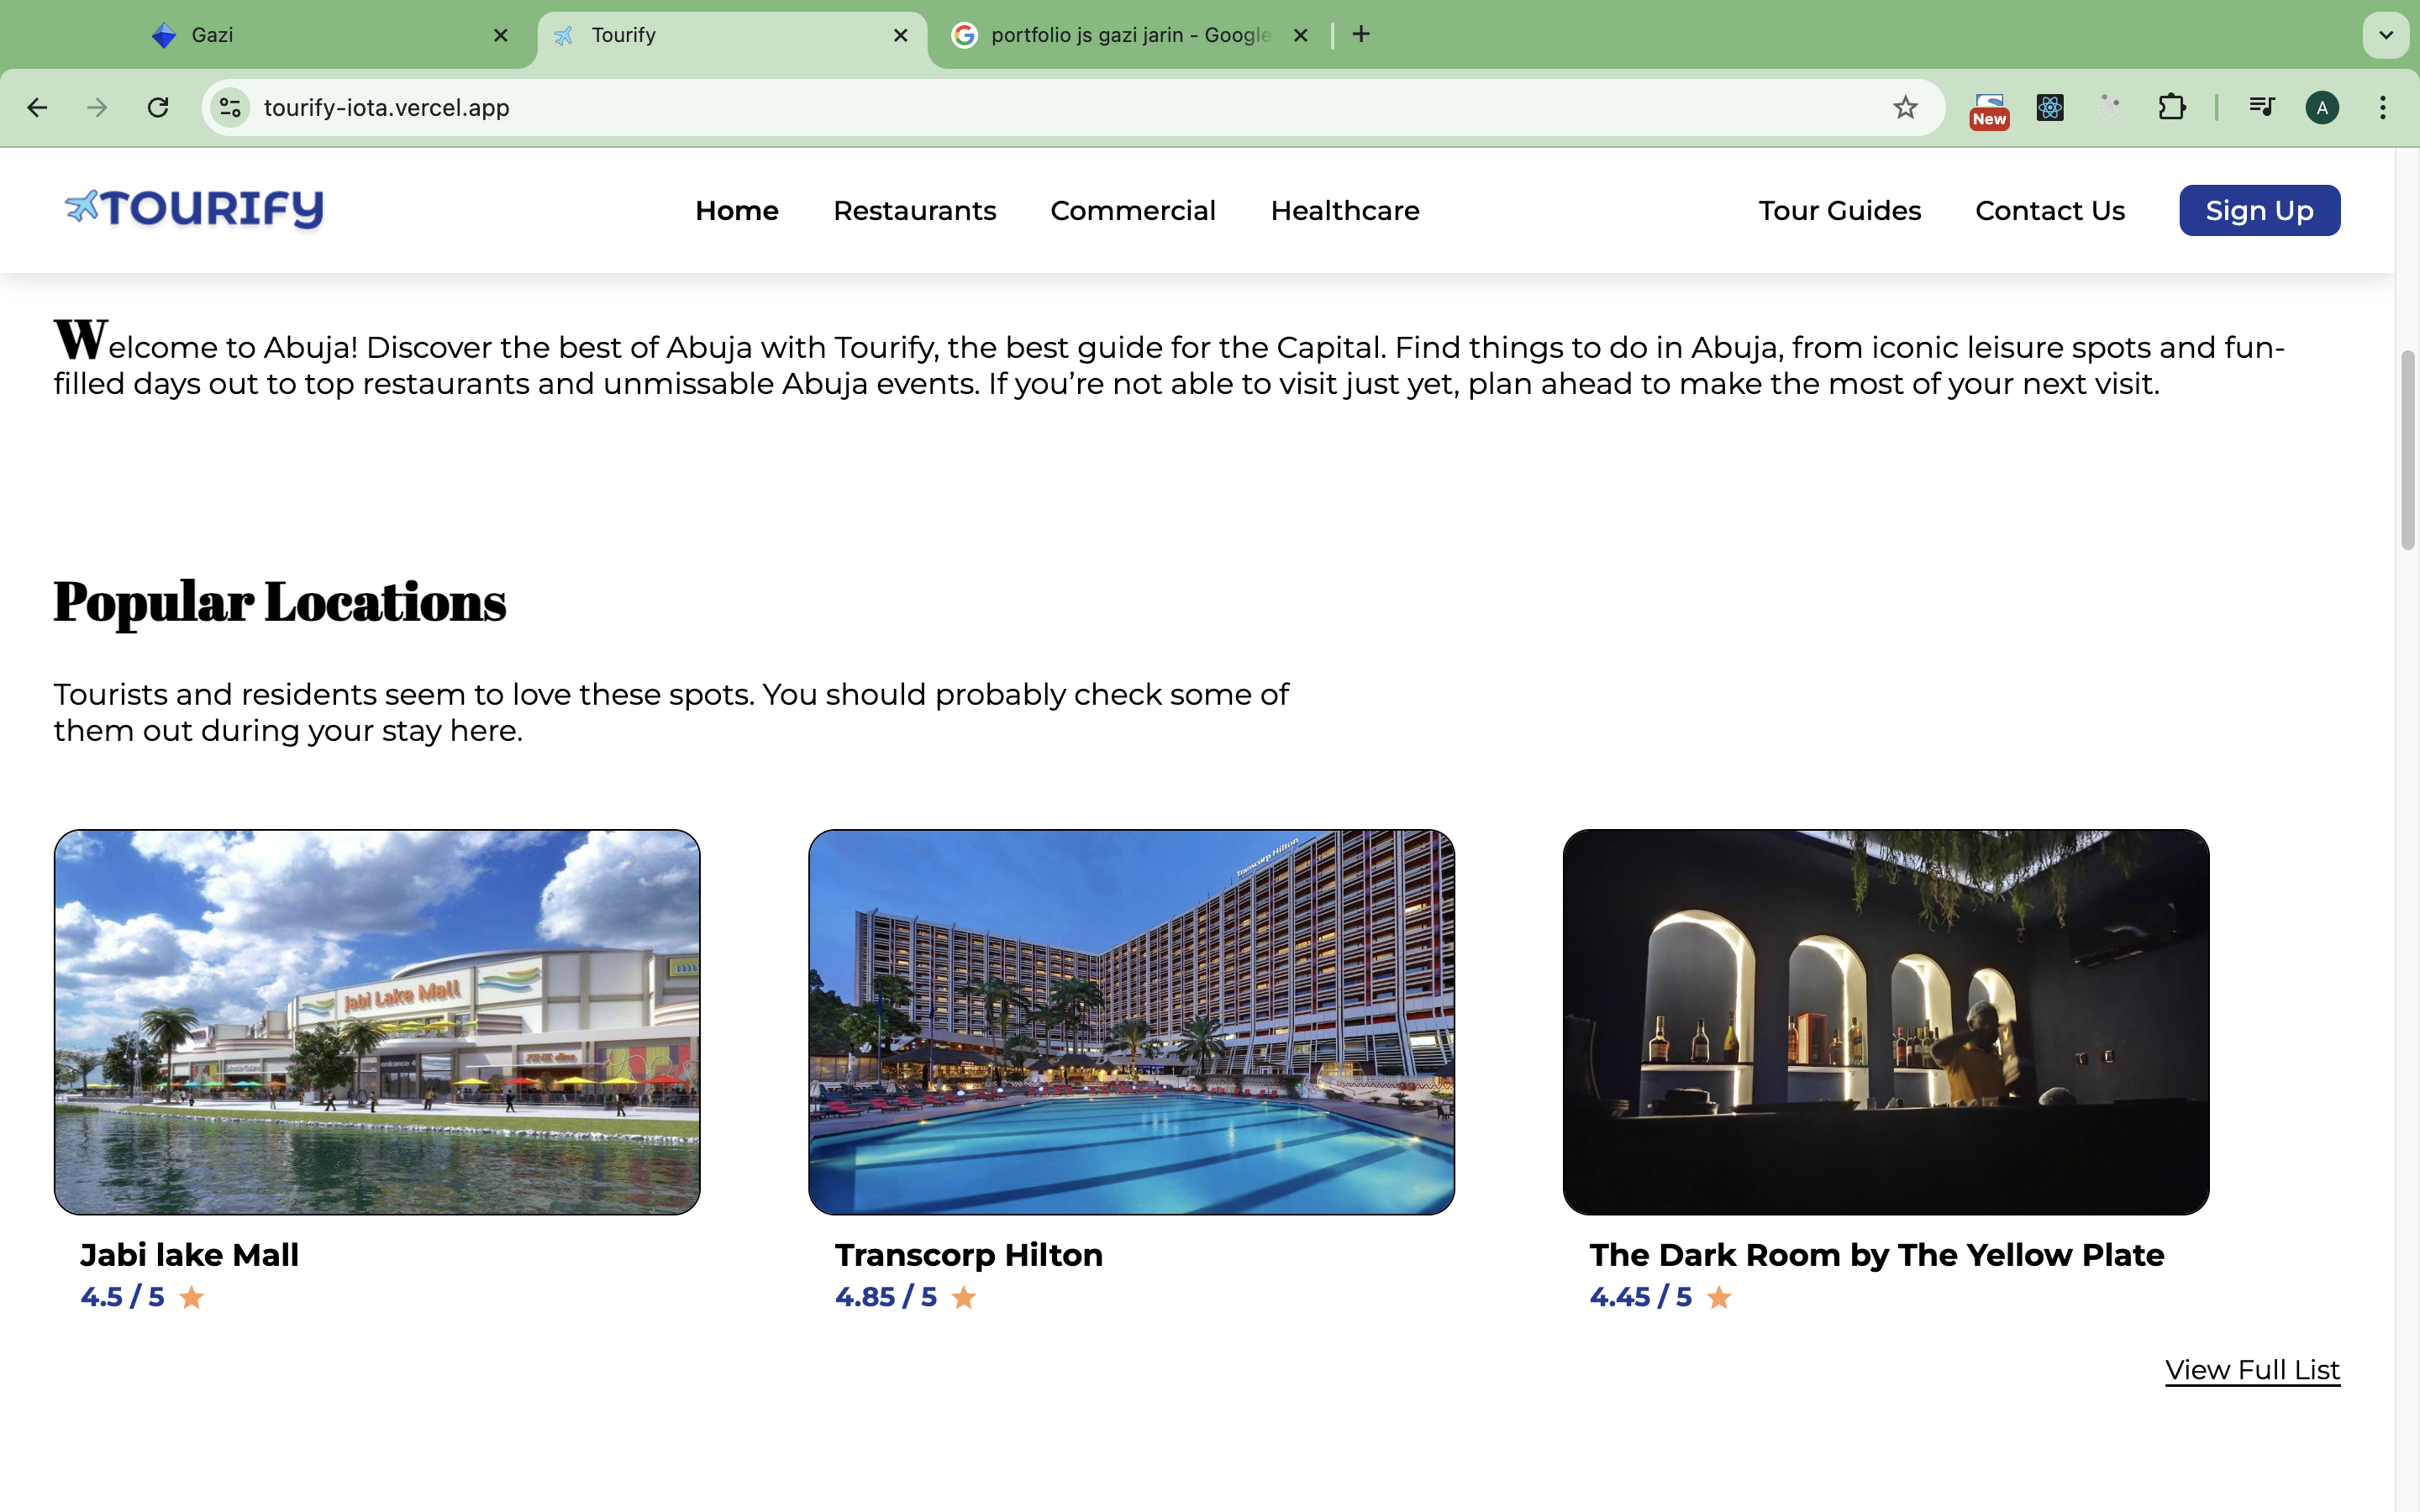 Gazi
Tourify
portfolio js gazi jarin - Google
tourify-iota.vercel.app
New
A
TOURIFY
Home
Restaurants
Commercial
Healthcare
Tour Guides
Contact Us
Sign Up
Welcome to Abuja! Discover the best of Abuja with Tourify, the best guide for the Capital. Find things to do in Abuja, from iconic leisure spots and fun-
filled days out to top restaurants and unmissable Abuja events. If you’re not able to visit just yet, plan ahead to make the most of your next visit.
Popular Locations
Tourists and residents seem to love these spots. You should probably check some of
them out during your stay here.
Jabi Lake Mall
entrance
Transcorp Hilton
Jabi lake Mall
4.5 / 5
Transcorp Hilton
4.85 / 5
The Dark Room by The Yellow Plate
4.45 / 5
View Full List